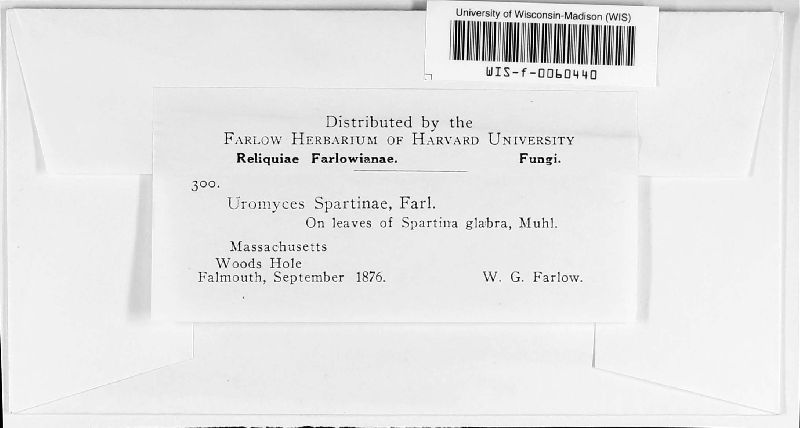 University of Wisconsin-Madison (WIS)
WIS-f-0060440
Distributed by the
FARLOW HERBARIUM OF HARVARD UNIVERSITY
Reliquiae Farlowianae. Fungi.
300.
Uromyces Spartinae, Farl.
On leaves of Spartina glabra, Muhl.
Massachusetts
Woods Hole
Falmouth, September 1876. W. G. Farlow.